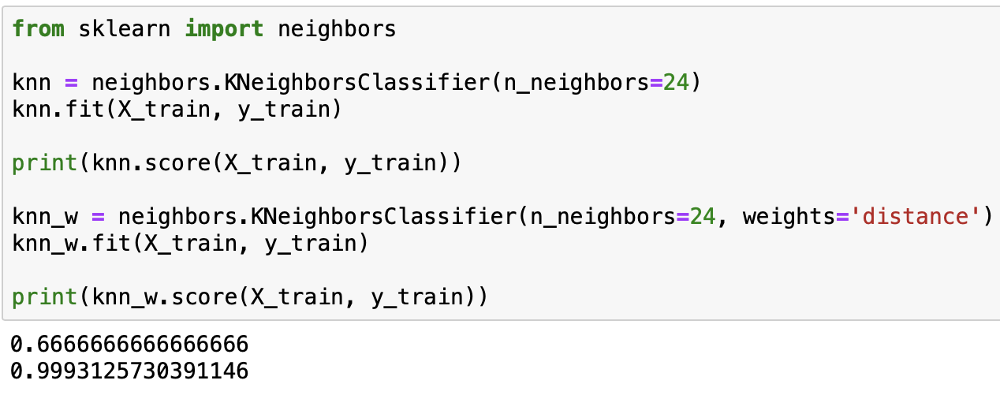 from sklearn import neighbors
knn = neighbors.KNeighborsClassifier(n_neighbors=24)
knn.fit(X_train, y_train)
print(knn.score(X_train, y_train))
knn_w = neighbors.KNeighborsClassifier(n_neighbors=24, weights='distance')
knn_w.fit(X_train, y_train)
print(knn_w.score(X_train, y_train))
0.6666666666666666
0.9993125730391146